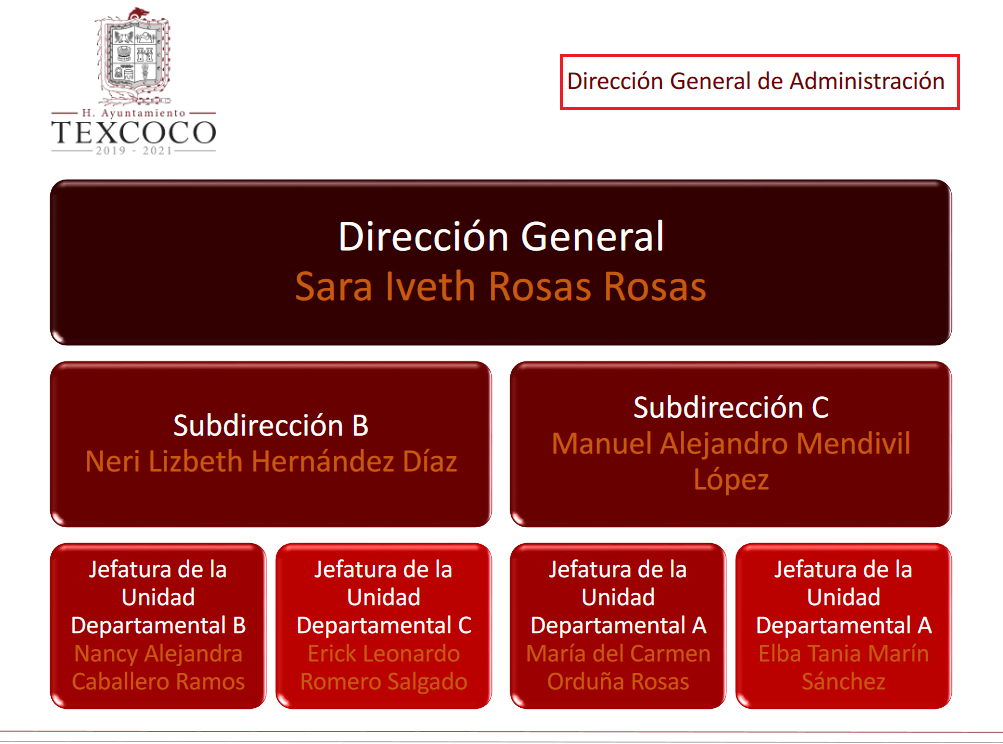 H. Ayuntamiento
TEXCOCO
2019 - 2021
Dirección General de Administración
Dirección General
Sara Iveth Rosas Rosas
Subdirección B
Neri Lizbeth Hernández Díaz
Subdirección C
Manuel Alejandro Mendivil
López
Jefatura de la
Unidad
Departamental B
Nancy Alejandra
Caballero Ramos
Jefatura de la
Unidad
Departamental C
Erick Leonardo
Romero Salgado
Jefatura de la
Unidad
Departamental A
María del Carmen
Orduña Rosas
Jefatura de la
Unidad
Departamental A
Elba Tania Marín
Sánchez